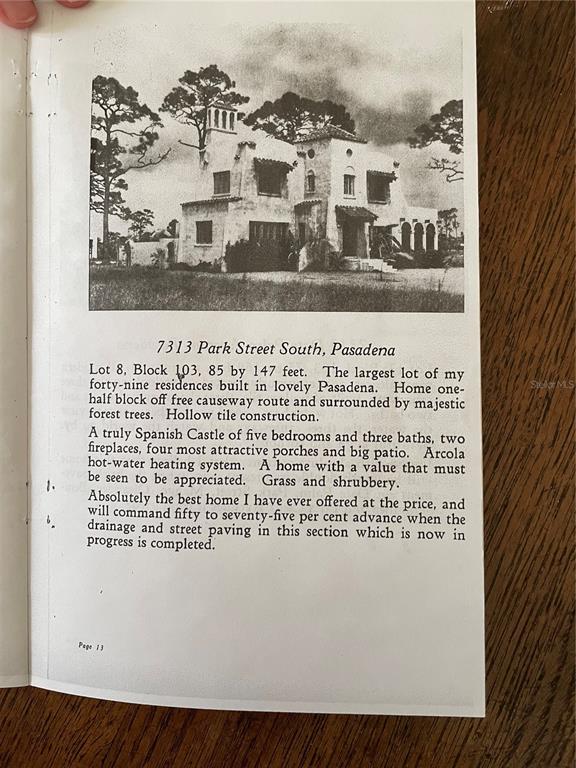 7313 Park Street South, Pasadena
Lot 8, Block 103, 85 by 147 feet. The largest lot of my
forty-nine residences built in lovely Pasadena. Home one-
half block off free causeway route and surrounded by majestic
forest trees. Hollow tile construction.
A truly Spanish Castle of five bedrooms and three baths, two
fireplaces, four most attractive porches and big patio. Arcola
hot-water heating system. A home with a value that must
be seen to be appreciated. Grass and shrubbery.
Absolutely the best home I have ever offered at the price, and
will command fifty to seventy-five per cent advance when the
drainage and street paving in this section which is now in
progress is completed.
Page 13
StellarMLS